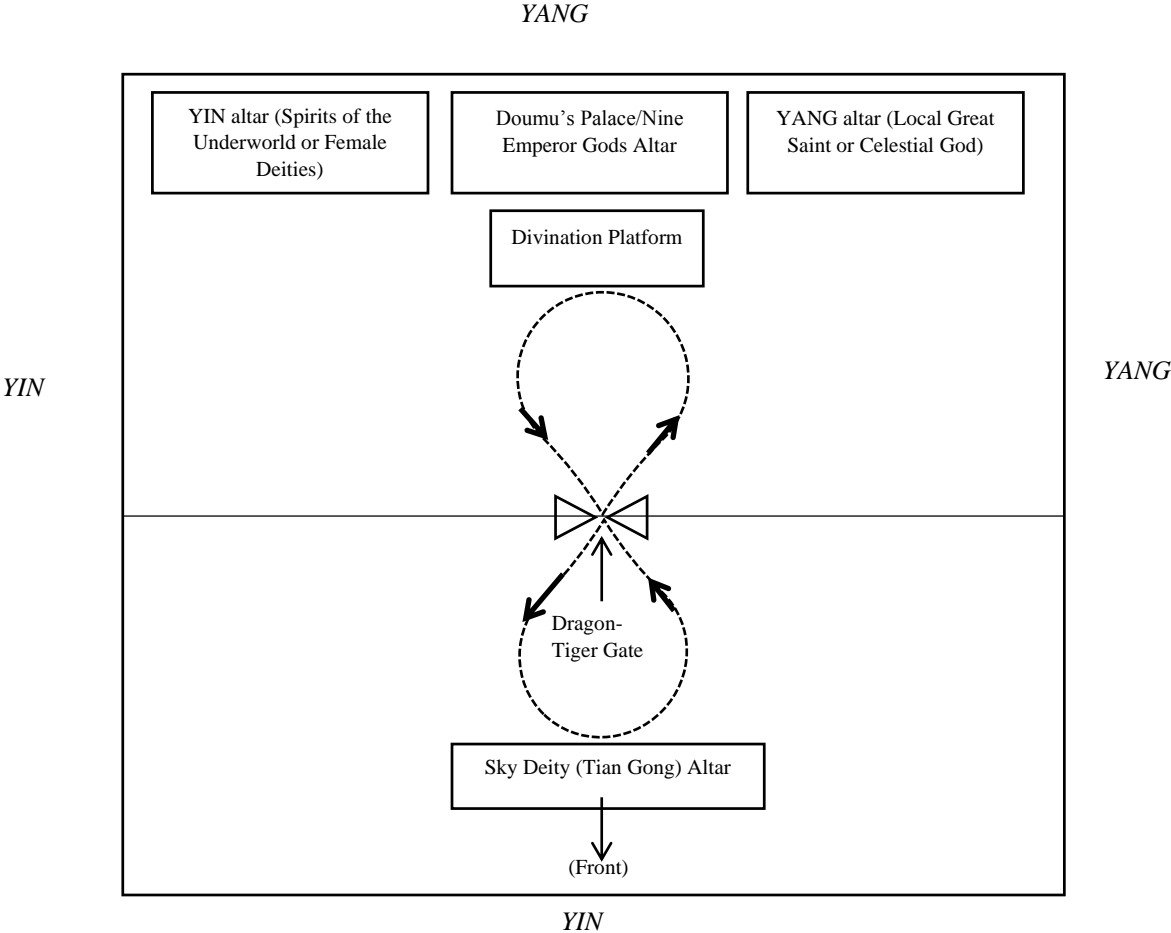 YANG
YIN altar (Spirits of the
Underworld or Female
Deities)
Doumu’s Palace/Nine
Emperor Gods Altar
YANG altar (Local Great
Saint or Celestial God)
Divination Platform
YIN
YANG
Dragon-
Tiger Gate
Sky Deity (Tian Gong) Altar
(Front)
YIN